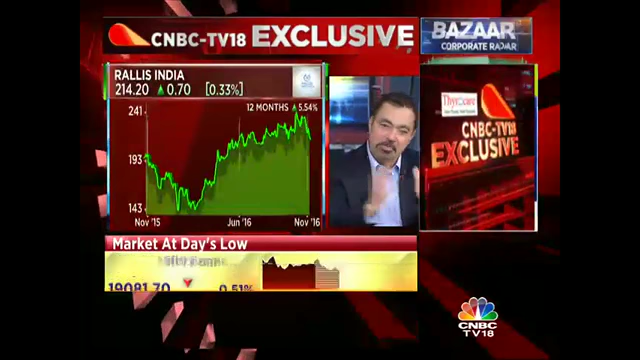 CNBC-TV18 EXCLUSIVE
BAZAAR
CORPORATE RADAR
RALLIS INDIA
214.20 ▲ 0.70 [0.33%]
12 MONTHS ▲ 5.54%
241
193
143
Nov '15 Jun '16 Nov '16
Thyrocare
CNBC-TV18
EXCLUSIVE
Market At Day's Low
19081.70 0.51%
CNBC
TV18